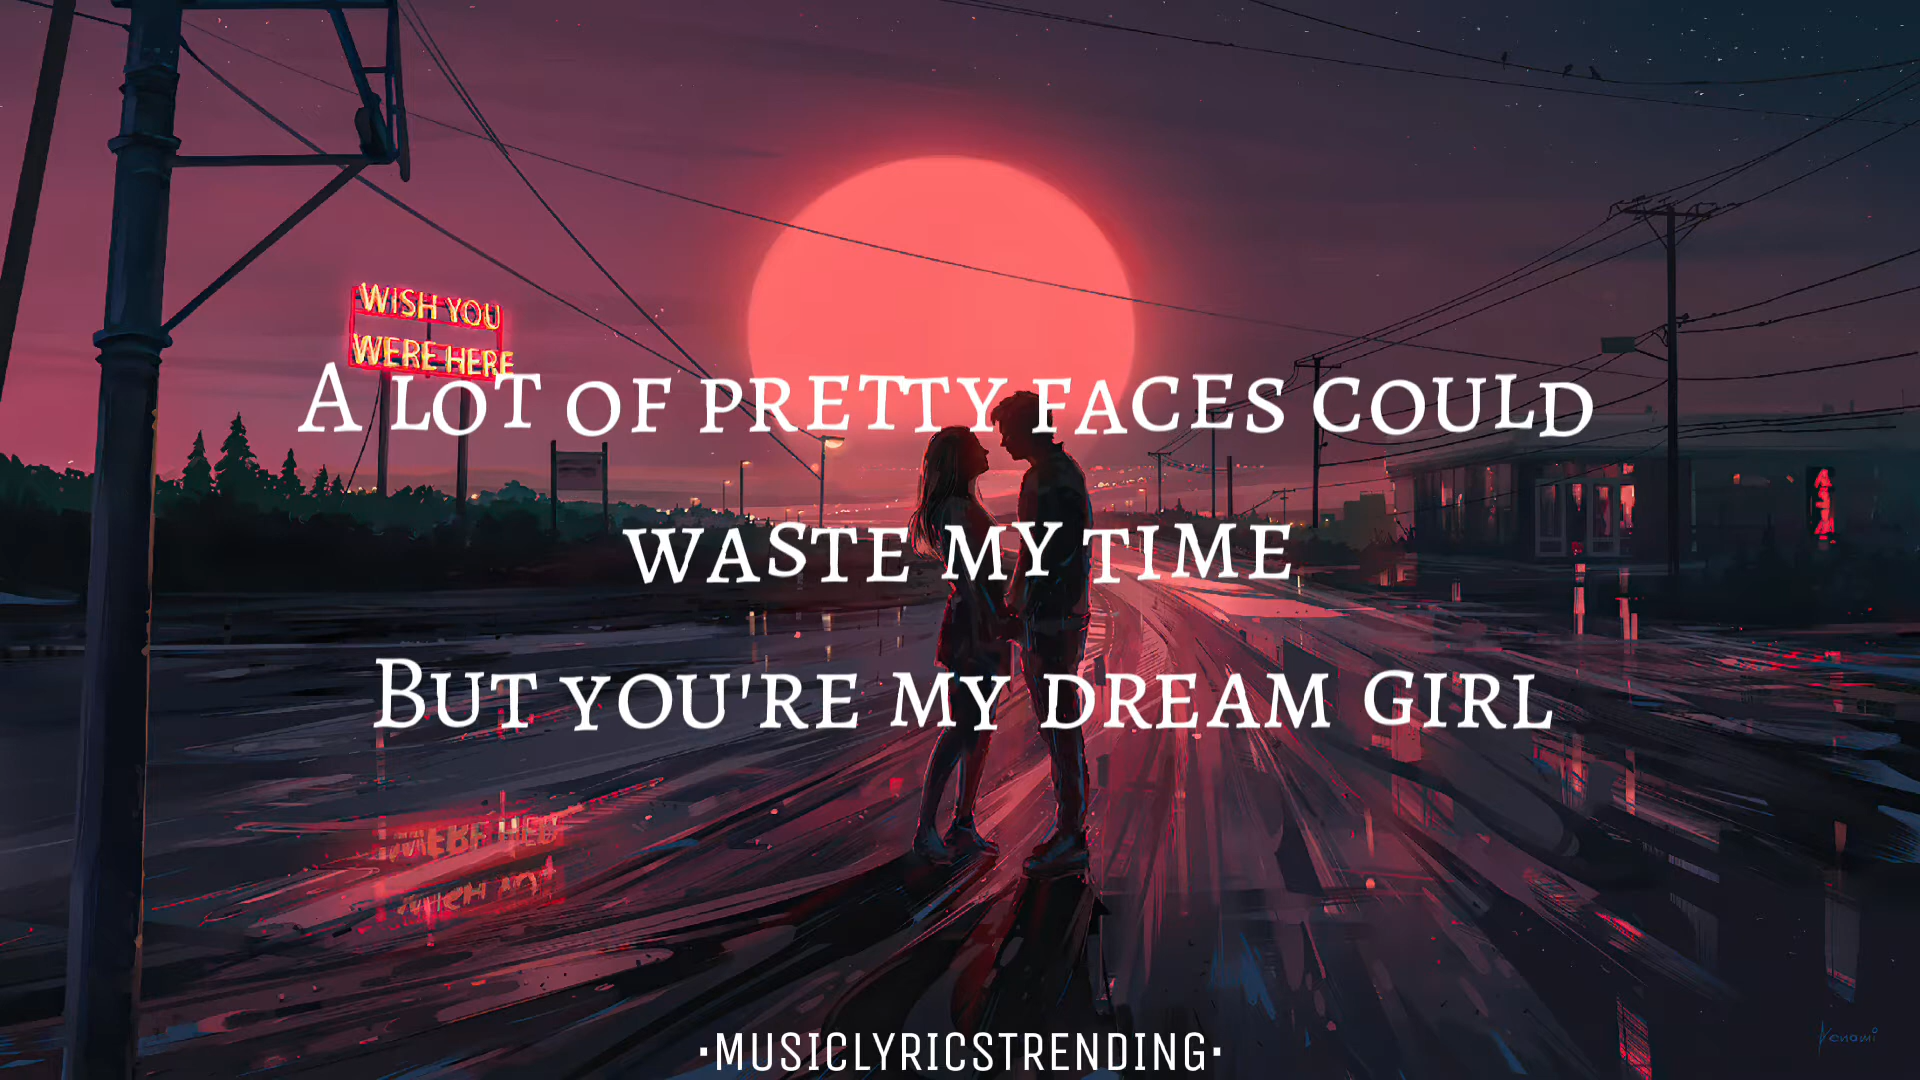 WISH YOU
WERE HERE
A LOT OF PRETTY FACES COULD
WASTE MY TIME
BUT YOU'RE MY DREAM GIRL
·MUSICLYRICSTRENDING·